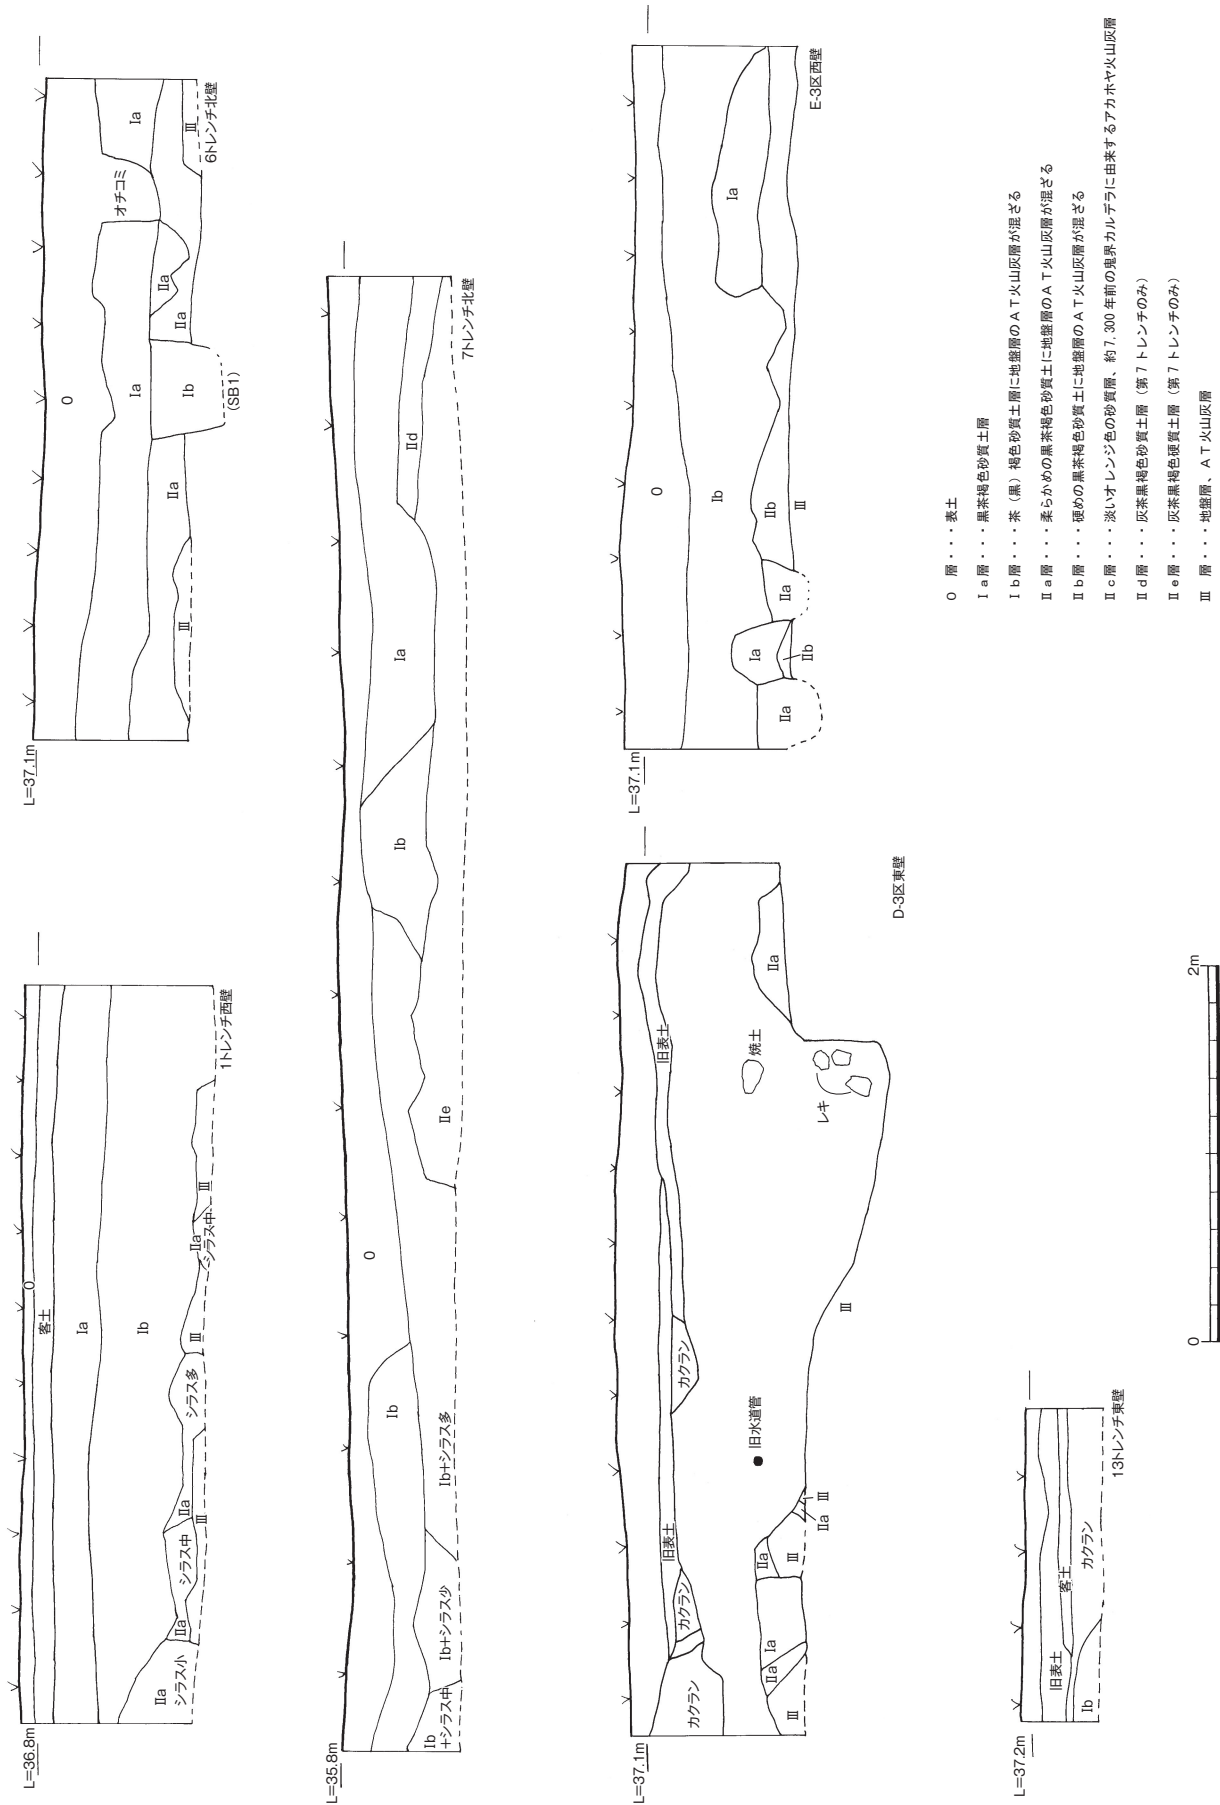 L=36.8m
0
客土
Ia
Ib
IIa
シラス小
IIa
シラス中
IIa
III
シラス多
III
IIa
シラス中
III
1トレンチ西壁
L=37.1m
0
Ia
オチコミ
Ia
IIa
Ib
IIa
IIa
III
III
(SB1)
6トレンチ北壁
L=35.8m
0
Ib
Ib
Ia
IId
IIe
Ib
+シラス中
Ib+シラス少
Ib+シラス多
7トレンチ北壁
L=37.1m
カクラン
カクラン
旧表土
カクラン
旧表土
旧水道管
焼土
レキ
III
IIa
Ia
IIa
III
IIa
III
III
IIa
D-3区東壁
L=37.1m
0
Ib
Ia
IIa
Ia
IIb
IIa
IIb
III
E-3区西壁
L=37.2m
旧表土
客土
Ib
カクラン
13トレンチ東壁
0 層・・・表土
Ⅰa層・・・黒茶褐色砂質土層
Ⅰb層・・・茶（黒）褐色砂質土層に地盤層のAT火山灰層が混ざる
Ⅱa層・・・柔らかめの黒茶褐色砂質土に地盤層のAT火山灰層が混ざる
Ⅱb層・・・硬めの黒茶褐色砂質土に地盤層のAT火山灰層が混ざる
Ⅱc層・・・淡いオレンジ色の砂質層、約7,300年前の鬼界カルデラに由来するアカホヤ火山灰層
Ⅱd層・・・灰茶黒褐色砂質土層（第7トレンチのみ）
Ⅱe層・・・灰茶黒褐色硬質土層（第7トレンチのみ）
Ⅲ 層・・・地盤層、AT火山灰層
0
2m